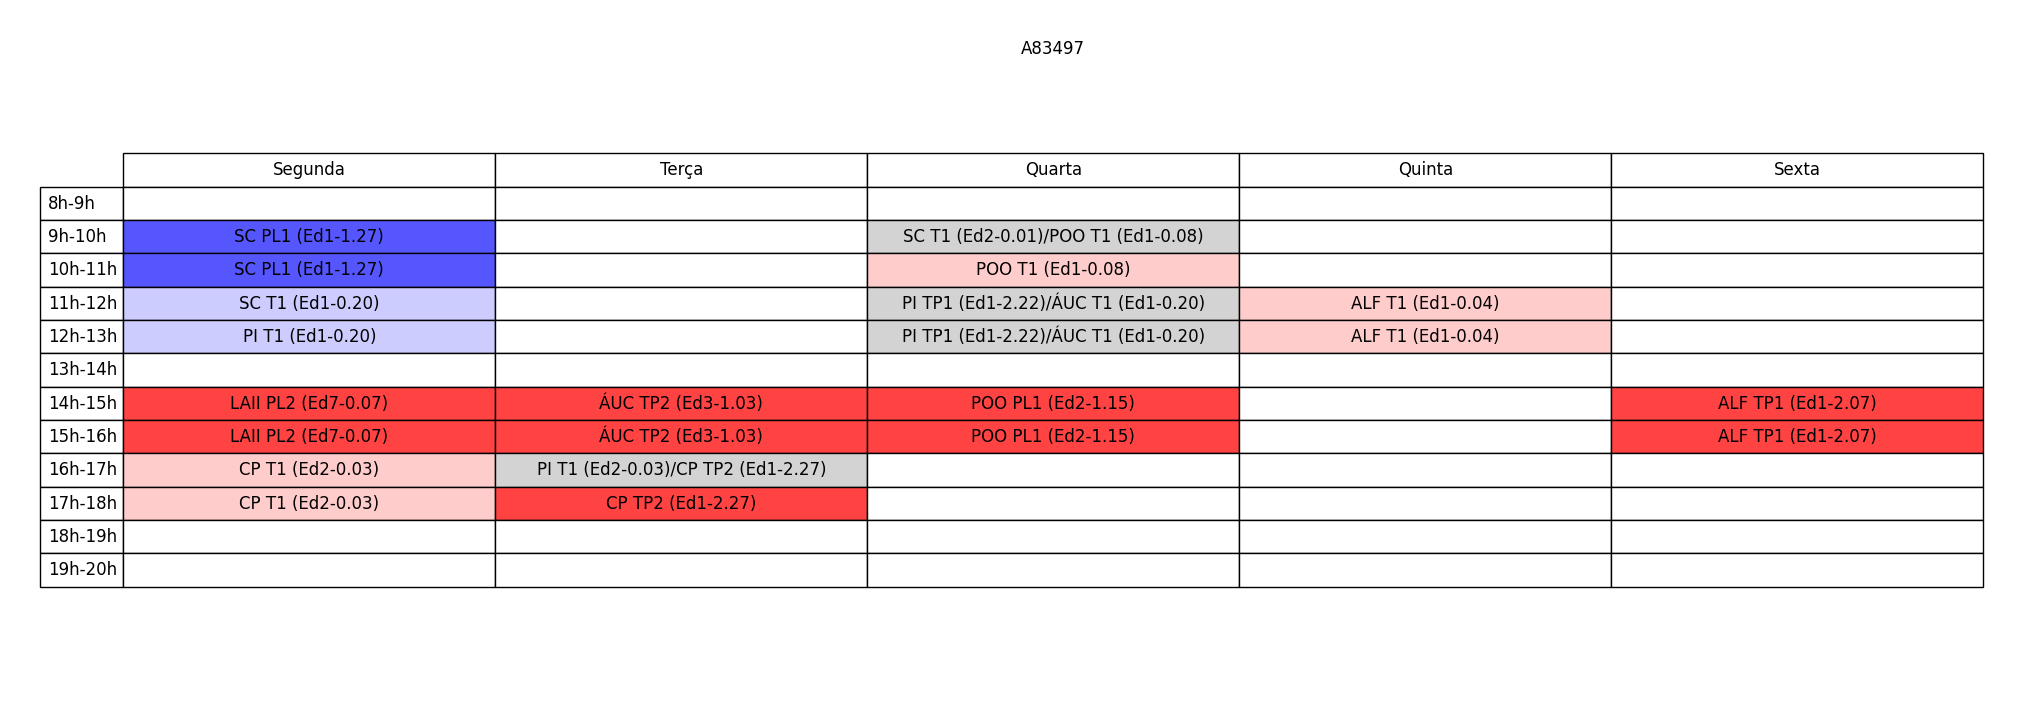 A83497
Segunda Terça Quarta Quinta Sexta
8h-9h
9h-10h SC PL1 (Ed1-1.27) SC T1 (Ed2-0.01)/POO T1 (Ed1-0.08)
10h-11h SC PL1 (Ed1-1.27) POO T1 (Ed1-0.08)
11h-12h SC T1 (Ed1-0.20) PI TP1 (Ed1-2.22)/ÁUC T1 (Ed1-0.20) ALF T1 (Ed1-0.04)
12h-13h PI T1 (Ed1-0.20) PI TP1 (Ed1-2.22)/ÁUC T1 (Ed1-0.20) ALF T1 (Ed1-0.04)
13h-14h
14h-15h LAII PL2 (Ed7-0.07) ÁUC TP2 (Ed3-1.03) POO PL1 (Ed2-1.15) ALF TP1 (Ed1-2.07)
15h-16h LAII PL2 (Ed7-0.07) ÁUC TP2 (Ed3-1.03) POO PL1 (Ed2-1.15) ALF TP1 (Ed1-2.07)
16h-17h CP T1 (Ed2-0.03) PI T1 (Ed2-0.03)/CP TP2 (Ed1-2.27)
17h-18h CP T1 (Ed2-0.03) CP TP2 (Ed1-2.27)
18h-19h
19h-20h